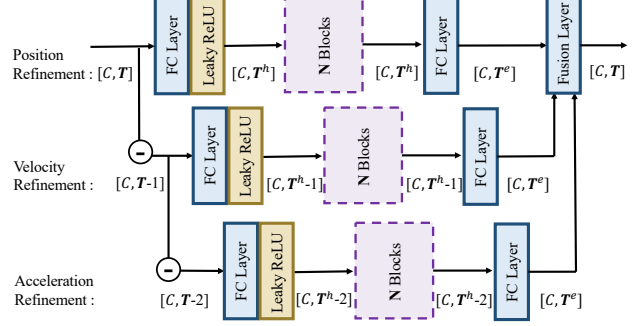 Position
Refinement : [C, T]
FC Layer
Leaky ReLU
[C, T^h]
N Blocks
[C, T^h]
FC Layer
[C, T^e]
Fusion Layer
[C, T]
Velocity
Refinement :
-
[C, T-1]
FC Layer
Leaky ReLU
[C, T^h-1]
N Blocks
[C, T^h-1]
FC Layer
[C, T^e]
Acceleration
Refinement :
-
[C, T-2]
FC Layer
Leaky ReLU
[C, T^h-2]
N Blocks
[C, T^h-2]
FC Layer
[C, T^e]